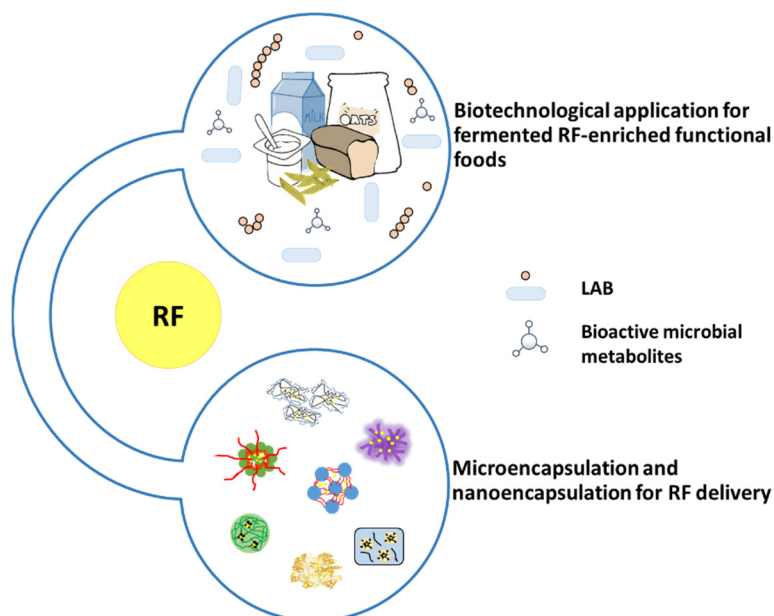 MILK
OATS
Biotechnological application for
fermented RF-enriched functional
foods
RF
LAB
Bioactive microbial
metabolites
Microencapsulation and
nanoencapsulation for RF delivery